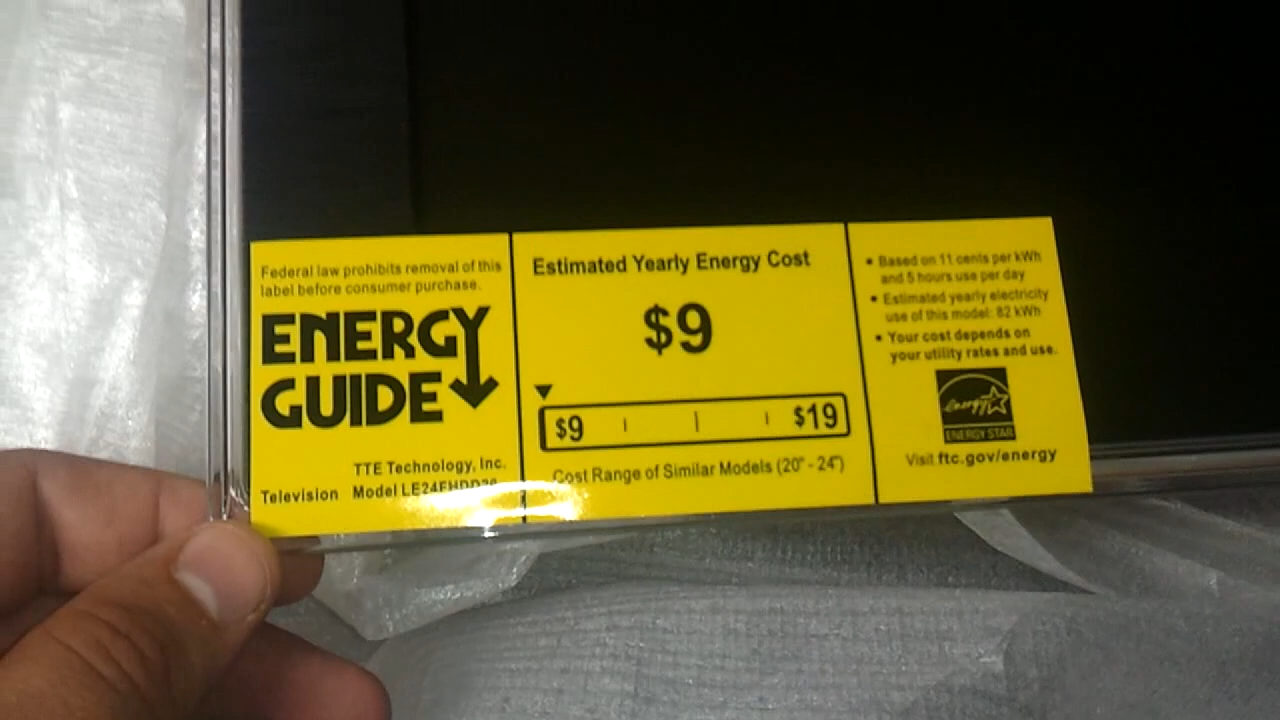 Federal law prohibits removal of this
label before consumer purchase.
ENERGY
GUIDE
TTE Technology, Inc.
Television Model
Estimated Yearly Energy Cost
$9
$9 $19
Cost Range of Similar Models (20" - 24")
• Based on 11 cents per kWh
and 5 hours use per day
• Estimated yearly electricity
use of this model: 82 kWh
• Your cost depends on
your utility rates and use.
energy
ENERGY STAR
Visit ftc.gov/energy